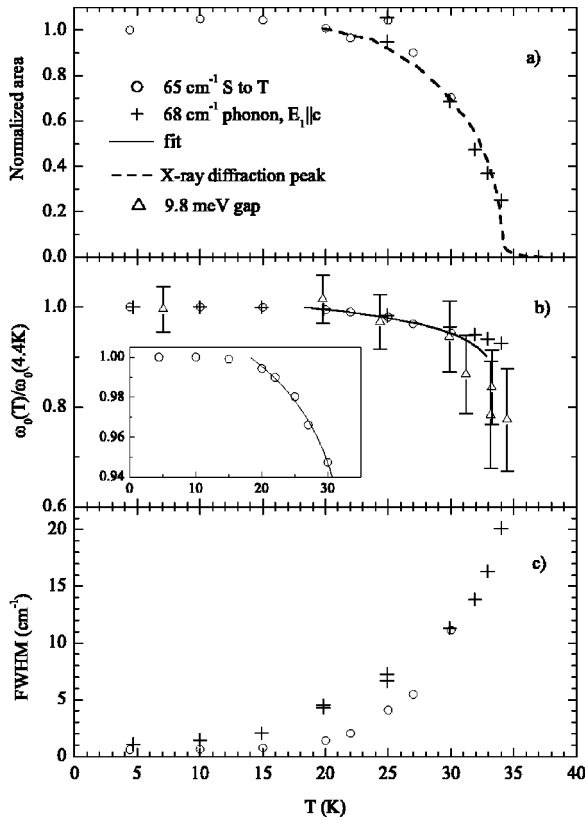 1.0
a)
0.8
65 cm⁻¹ S to T
68 cm⁻¹ phonon, E₁||c
0.6
fit
0.4
X-ray diffraction peak
0.2
9.8 meV gap
0.0
Normalized area
b)
1.0
0.8
0.6
ω₀(T)/ω₀(4.4K)
1.00
0.98
0.96
0.94
0 10 20 30
20
c)
15
10
5
0
FWHM (cm⁻¹)
0 5 10 15 20 25 30 35 40
T (K)